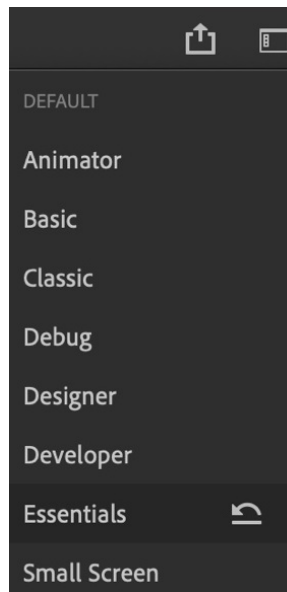 DEFAULT
Animator
Basic
Classic
Debug
Designer
Developer
Essentials
Small Screen